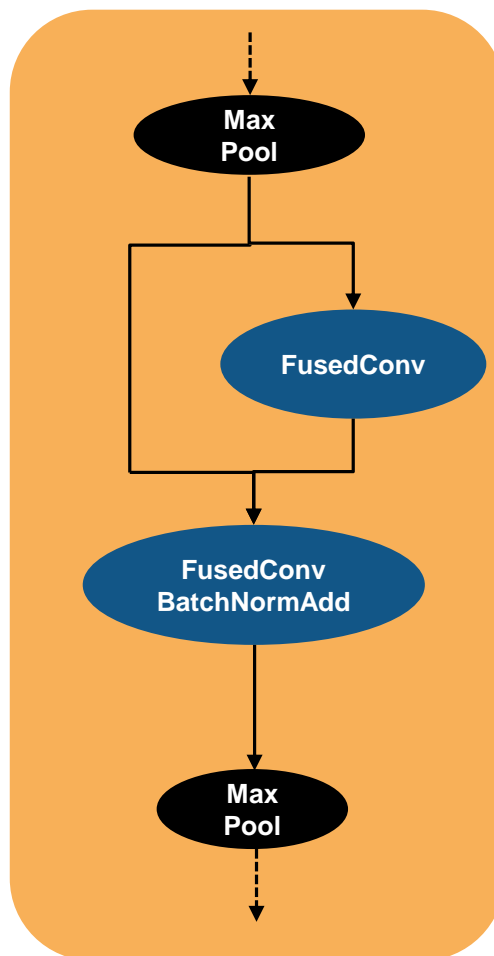 Max
Pool
FusedConv
FusedConv
BatchNormAdd
Max
Pool